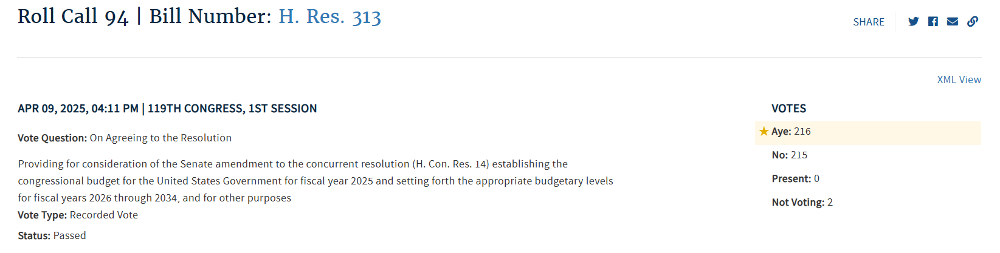 Roll Call 94 | Bill Number: H. Res. 313
SHARE
XML View
APR 09, 2025, 04:11 PM | 119TH CONGRESS, 1ST SESSION
Vote Question: On Agreeing to the Resolution
Providing for consideration of the Senate amendment to the concurrent resolution (H. Con. Res. 14) establishing the
congressional budget for the United States Government for fiscal year 2025 and setting forth the appropriate budgetary levels
for fiscal years 2026 through 2034, and for other purposes
Vote Type: Recorded Vote
Status: Passed
VOTES
Aye: 216
No: 215
Present: 0
Not Voting: 2